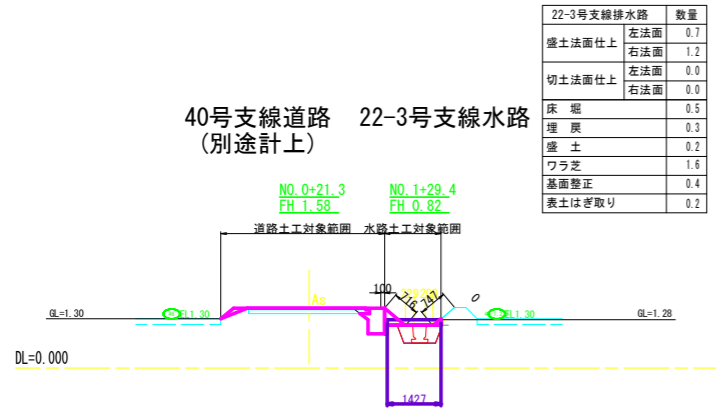 22-3号支線排水路 数量
盛土法面仕上 左法面 0.7
右法面 1.2
切土法面仕上 左法面 0.0
右法面 0.0
床 堀 0.5
埋 戻 0.3
盛 土 0.2
ワラ芝 1.6
基面整正 0.4
表土はぎ取り 0.2
40号支線道路 22-3号支線水路
(別途計上)
NO.0+21.3 NO.1+29.4
FH 1.58 FH 0.82
道路土工対象範囲 水路土工対象範囲
100 716 747 0
As
GL=1.30 EL1.30 EL1.30 GL=1.28
DL=0.000
1427